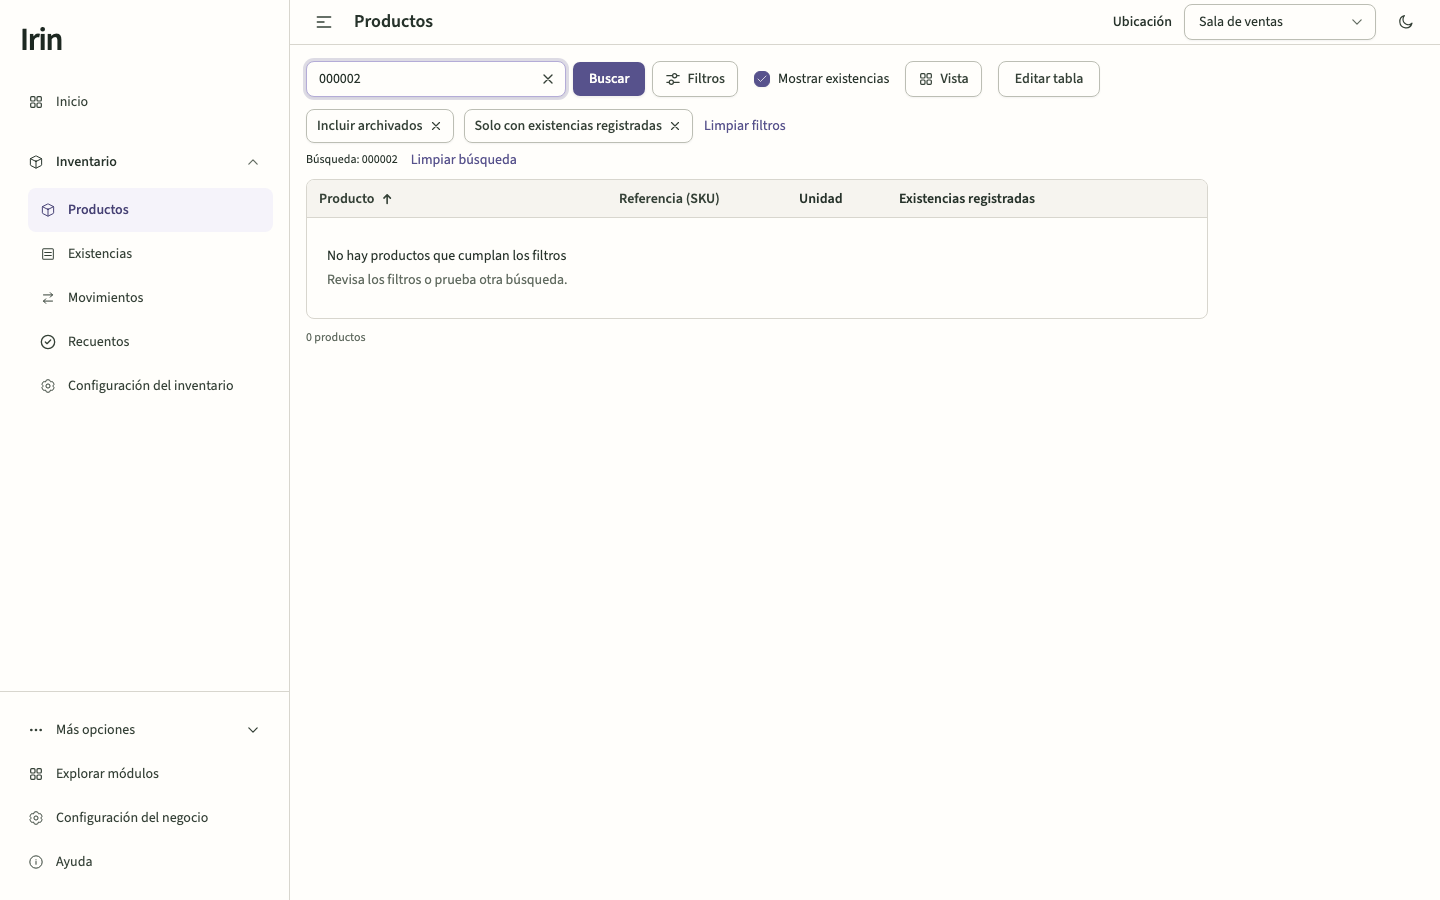 Irin
Inicio
Inventario
Productos
Existencias
Movimientos
Recuentos
Configuración del inventario
Más opciones
Explorar módulos
Configuración del negocio
Ayuda
Productos
Ubicación Sala de ventas
000002 Buscar Filtros Mostrar existencias Vista Editar tabla
Incluir archivados Solo con existencias registradas Limpiar filtros
Búsqueda: 000002 Limpiar búsqueda
Producto Referencia (SKU) Unidad Existencias registradas
No hay productos que cumplan los filtros
Revisa los filtros o prueba otra búsqueda.
0 productos